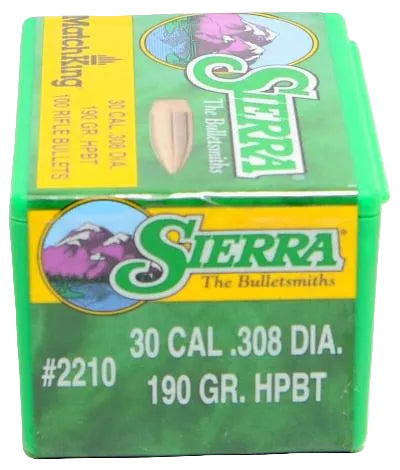 MatchKing
30 CAL .308 DIA.
190 GR. HPBT
100 RIFLE BULLETS
SIERRA®
The Bulletsmiths
SIERRA®
The Bulletsmiths
#2210
30 CAL .308 DIA.
190 GR. HPBT